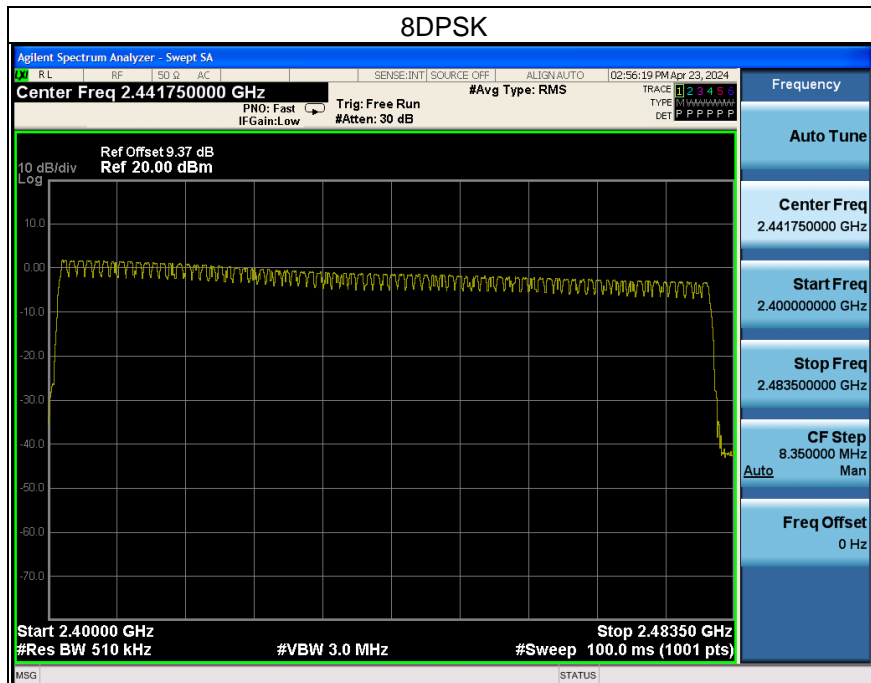 8DPSK
Agilent Spectrum Analyzer - Swept SA
LXI RL RF 50 Ω AC SENSE:INT SOURCE OFF ALIGN AUTO 02:56:19 PM Apr 23, 2024
Center Freq 2.441750000 GHz #Avg Type: RMS TRACE 1 2 3 4 5 6
PNO: Fast Trig: Free Run TYPE M WWWWW
IFGain:Low #Atten: 30 dB DET P P P P P P
Frequency
Auto Tune
Center Freq
2.441750000 GHz
Start Freq
2.400000000 GHz
Stop Freq
2.483500000 GHz
CF Step
8.350000 MHz
Auto Man
Freq Offset
0 Hz
Ref Offset 9.37 dB
10 dB/div Ref 20.00 dBm
Log
10.0
0.00
-10.0
-20.0
-30.0
-40.0
-50.0
-60.0
-70.0
Start 2.40000 GHz Stop 2.48350 GHz
#Res BW 510 kHz #VBW 3.0 MHz #Sweep 100.0 ms (1001 pts)
MSG STATUS